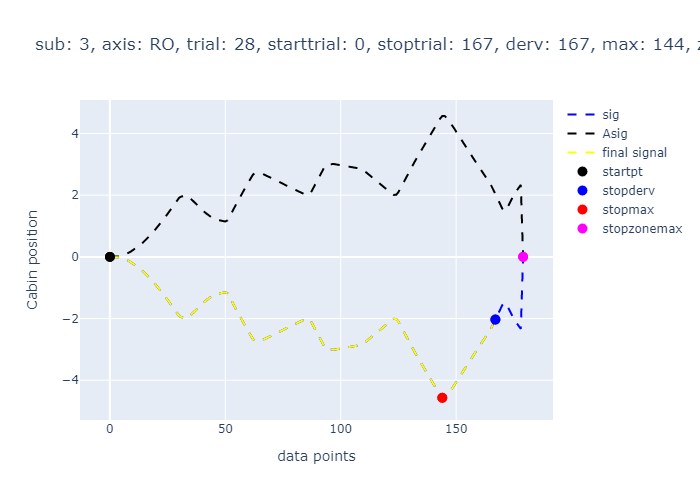 sub: 3, axis: RO, trial: 28, starttrial: 0, stoptrial: 167, derv: 167, max: 144,
4
2
0
−2
−4
Cabin position
0
50
100
150
data points
sig
Asig
final signal
startpt
stopderv
stopmax
stopzonemax